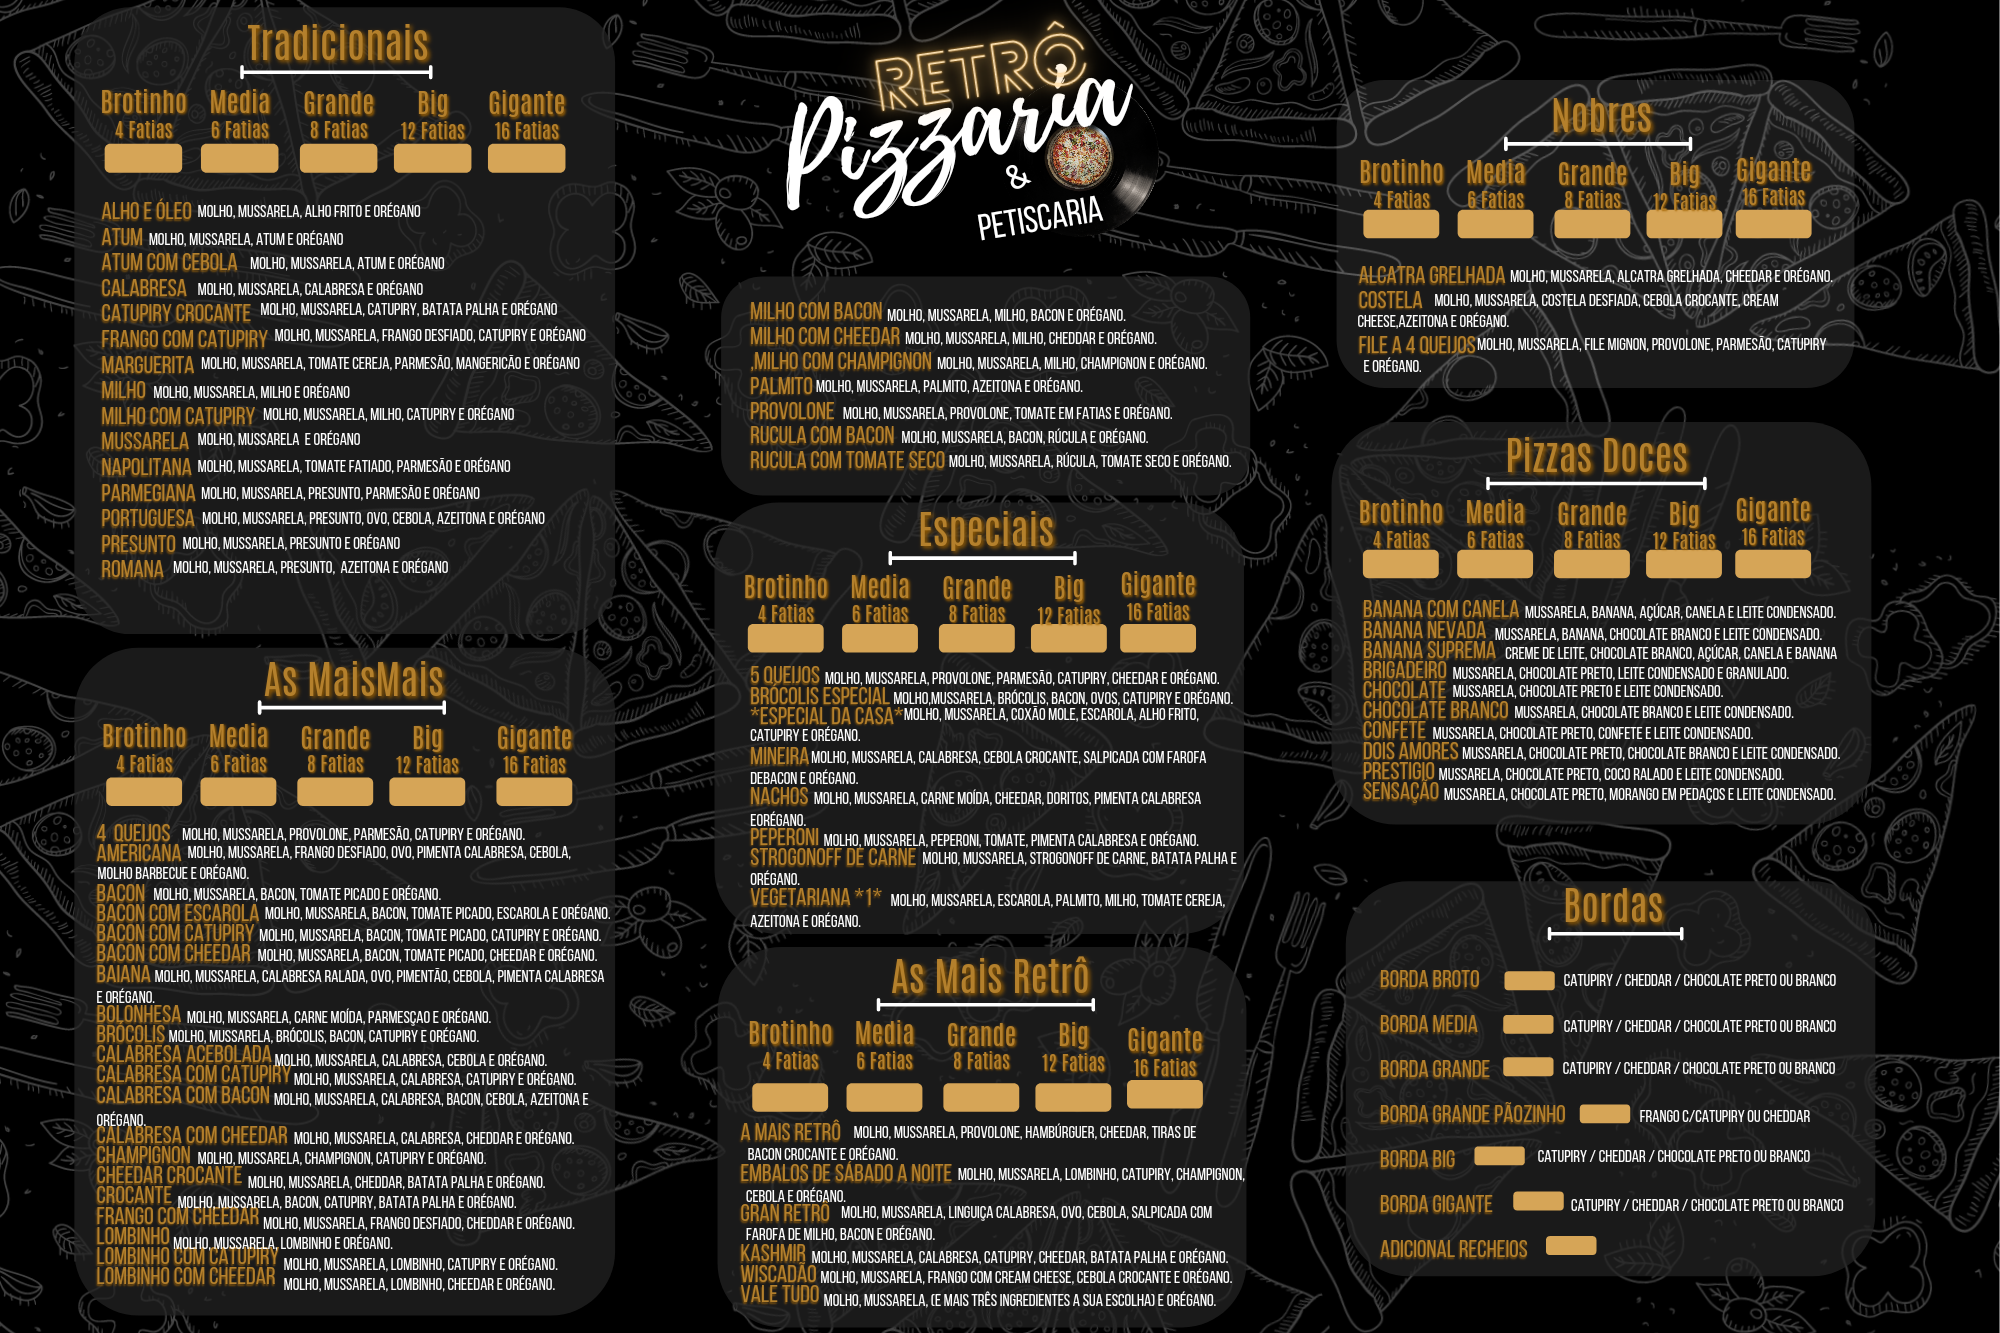 Tradicionais
Brotinho Media Grande Big Gigante
4 Fatias 6 Fatias 8 Fatias 12 Fatias 16 Fatias
ALHO E ÓLEO MOLHO, MUSSARELA, ALHO FRITO E ORÉGANO
ATUM MOLHO, MUSSARELA, ATUM E ORÉGANO
ATUM COM CEBOLA MOLHO, MUSSARELA, ATUM E ORÉGANO
CALABRESA MOLHO, MUSSARELA, CALABRESA E ORÉGANO
CATUPIRY CROCANTE MOLHO, MUSSARELA, CATUPIRY, BATATA PALHA E ORÉGANO
FRANGO COM CATUPIRY MOLHO, MUSSARELA, FRANGO DESFIADO, CATUPIRY E ORÉGANO
MARGUERITA MOLHO, MUSSARELA, TOMATE CEREJA, PARMESÃO, MANGERICÃO E ORÉGANO
MILHO MOLHO, MUSSARELA, MILHO E ORÉGANO
MILHO COM CATUPIRY MOLHO, MUSSARELA, MILHO, CATUPIRY E ORÉGANO
MUSSARELA MOLHO, MUSSARELA E ORÉGANO
NAPOLITANA MOLHO, MUSSARELA, TOMATE FATIADO, PARMESÃO E ORÉGANO
PARMEGIANA MOLHO, MUSSARELA, PRESUNTO, PARMESÃO E ORÉGANO
PORTUGUESA MOLHO, MUSSARELA, PRESUNTO, OVO, CEBOLA, AZEITONA E ORÉGANO
PRESUNTO MOLHO, MUSSARELA, PRESUNTO E ORÉGANO
ROMANA MOLHO, MUSSARELA, PRESUNTO, AZEITONA E ORÉGANO
As MaisMais
Brotinho Media Grande Big Gigante
4 Fatias 6 Fatias 8 Fatias 12 Fatias 16 Fatias
4 QUEIJOS MOLHO, MUSSARELA, PROVOLONE, PARMESÃO, CATUPIRY E ORÉGANO.
AMERICANA MOLHO, MUSSARELA, FRANGO DESFIADO, OVO, PIMENTA CALABRESA, CEBOLA,
MOLHO BARBECUE E ORÉGANO.
BACON MOLHO, MUSSARELA, BACON, TOMATE PICADO E ORÉGANO.
BACON COM ESCAROLA MOLHO, MUSSARELA, BACON, TOMATE PICADO, ESCAROLA E ORÉGANO.
BACON COM CATUPIRY MOLHO, MUSSARELA, BACON, TOMATE PICADO, CATUPIRY E ORÉGANO.
BACON COM CHEEDAR MOLHO, MUSSARELA, BACON, TOMATE PICADO, CHEEDAR E ORÉGANO.
BAIANA MOLHO, MUSSARELA, CALABRESA RALADA, OVO, PIMENTÃO, CEBOLA, PIMENTA CALABRESA
E ORÉGANO.
BOLONHESA MOLHO, MUSSARELA, CARNE MOÍDA, PARMESÇAO E ORÉGANO.
BRÓCOLIS MOLHO, MUSSARELA, BRÓCOLIS, BACON, CATUPIRY E ORÉGANO.
CALABRESA ACEBOLADA MOLHO, MUSSARELA, CALABRESA, CEBOLA E ORÉGANO.
CALABRESA COM CATUPIRY MOLHO, MUSSARELA, CALABRESA, CATUPIRY E ORÉGANO.
CALABRESA COM BACON MOLHO, MUSSARELA, CALABRESA, BACON, CEBOLA, AZEITONA E
ORÉGANO.
CALABRESA COM CHEEDAR MOLHO, MUSSARELA, CALABRESA, CHEDDAR E ORÉGANO.
CHAMPIGNON MOLHO, MUSSARELA, CHAMPIGNON, CATUPIRY E ORÉGANO.
CHEEDAR CROCANTE MOLHO, MUSSARELA, CHEDDAR, BATATA PALHA E ORÉGANO.
CROCANTE MOLHO, MUSSARELA, BACON, CATUPIRY, BATATA PALHA E ORÉGANO.
FRANGO COM CHEEDAR MOLHO, MUSSARELA, FRANGO DESFIADO, CHEDDAR E ORÉGANO.
LOMBINHO MOLHO, MUSSARELA, LOMBINHO E ORÉGANO.
LOMBINHO COM CATUPIRY MOLHO, MUSSARELA, LOMBINHO, CATUPIRY E ORÉGANO.
LOMBINHO COM CHEEDAR MOLHO, MUSSARELA, LOMBINHO, CHEEDAR E ORÉGANO.
RETRÔ
Pizzaria
&
PETISCARIA
MILHO COM BACON MOLHO, MUSSARELA, MILHO, BACON E ORÉGANO.
MILHO COM CHEEDAR MOLHO, MUSSARELA, MILHO, CHEDDAR E ORÉGANO.
,MILHO COM CHAMPIGNON MOLHO, MUSSARELA, MILHO, CHAMPIGNON E ORÉGANO.
PALMITO MOLHO, MUSSARELA, PALMITO, AZEITONA E ORÉGANO.
PROVOLONE MOLHO, MUSSARELA, PROVOLONE, TOMATE EM FATIAS E ORÉGANO.
RUCULA COM BACON MOLHO, MUSSARELA, BACON, RÚCULA E ORÉGANO.
RUCULA COM TOMATE SECO MOLHO, MUSSARELA, RÚCULA, TOMATE SECO E ORÉGANO.
Especiais
Brotinho Media Grande Big Gigante
4 Fatias 6 Fatias 8 Fatias 12 Fatias 16 Fatias
5 QUEIJOS MOLHO, MUSSARELA, PROVOLONE, PARMESÃO, CATUPIRY, CHEEDAR E ORÉGANO.
BRÓCOLIS ESPECIAL MOLHO,MUSSARELA, BRÓCOLIS, BACON, OVOS, CATUPIRY E ORÉGANO.
*ESPECIAL DA CASA* MOLHO, MUSSARELA, COXÃO MOLE, ESCAROLA, ALHO FRITO,
CATUPIRY E ORÉGANO.
MINEIRA MOLHO, MUSSARELA, CALABRESA, CEBOLA CROCANTE, SALPICADA COM FAROFA
DEBACON E ORÉGANO.
NACHOS MOLHO, MUSSARELA, CARNE MOÍDA, CHEEDAR, DORITOS, PIMENTA CALABRESA
EORÉGANO.
PEPERONI MOLHO, MUSSARELA, PEPERONI, TOMATE, PIMENTA CALABRESA E ORÉGANO.
STROGONOFF DE CARNE MOLHO, MUSSARELA, STROGONOFF DE CARNE, BATATA PALHA E
ORÉGANO.
VEGETARIANA *1* MOLHO, MUSSARELA, ESCAROLA, PALMITO, MILHO, TOMATE CEREJA,
AZEITONA E ORÉGANO.
As Mais Retrô
Brotinho Media Grande Big Gigante
4 Fatias 6 Fatias 8 Fatias 12 Fatias 16 Fatias
A MAIS RETRÔ MOLHO, MUSSARELA, PROVOLONE, HAMBÚRGUER, CHEEDAR, TIRAS DE
BACON CROCANTE E ORÉGANO.
EMBALOS DE SÁBADO A NOITE MOLHO, MUSSARELA, LOMBINHO, CATUPIRY, CHAMPIGNON,
CEBOLA E ORÉGANO.
GRAN RETRÔ MOLHO, MUSSARELA, LINGUIÇA CALABRESA, OVO, CEBOLA, SALPICADA COM
FAROFA DE MILHO, BACON E ORÉGANO.
KASHMIR MOLHO, MUSSARELA, CALABRESA, CATUPIRY, CHEEDAR, BATATA PALHA E ORÉGANO.
WISCADÃO MOLHO, MUSSARELA, FRANGO COM CREAM CHEESE, CEBOLA CROCANTE E ORÉGANO.
VALE TUDO MOLHO, MUSSARELA, (E MAIS TRÊS INGREDIENTES A SUA ESCOLHA) E ORÉGANO.
Nobres
Brotinho Media Grande Big Gigante
4 Fatias 6 Fatias 8 Fatias 12 Fatias 16 Fatias
ALCATRA GRELHADA MOLHO, MUSSARELA, ALCATRA GRELHADA, CHEEDAR E ORÉGANO.
COSTELA MOLHO, MUSSARELA, COSTELA DESFIADA, CEBOLA CROCANTE, CREAM
CHEESE,AZEITONA E ORÉGANO.
FILE A 4 QUEIJOS MOLHO, MUSSARELA, FILE MIGNON, PROVOLONE, PARMESÃO, CATUPIRY
E ORÉGANO.
Pizzas Doces
Brotinho Media Grande Big Gigante
4 Fatias 6 Fatias 8 Fatias 12 Fatias 16 Fatias
BANANA COM CANELA MUSSARELA, BANANA, AÇÚCAR, CANELA E LEITE CONDENSADO.
BANANA NEVADA MUSSARELA, BANANA, CHOCOLATE BRANCO E LEITE CONDENSADO.
BANANA SUPREMA CREME DE LEITE, CHOCOLATE BRANCO, AÇÚCAR, CANELA E BANANA
BRIGADEIRO MUSSARELA, CHOCOLATE PRETO, LEITE CONDENSADO E GRANULADO.
CHOCOLATE MUSSARELA, CHOCOLATE PRETO E LEITE CONDENSADO.
CHOCOLATE BRANCO MUSSARELA, CHOCOLATE BRANCO E LEITE CONDENSADO.
CONFETE MUSSARELA, CHOCOLATE PRETO, CONFETE E LEITE CONDENSADO.
DOIS AMORES MUSSARELA, CHOCOLATE PRETO, CHOCOLATE BRANCO E LEITE CONDENSADO.
PRESTIGIO MUSSARELA, CHOCOLATE PRETO, COCO RALADO E LEITE CONDENSADO.
SENSAÇÃO MUSSARELA, CHOCOLATE PRETO, MORANGO EM PEDAÇOS E LEITE CONDENSADO.
Bordas
BORDA BROTO CATUPIRY / CHEDDAR / CHOCOLATE PRETO OU BRANCO
BORDA MEDIA CATUPIRY / CHEDDAR / CHOCOLATE PRETO OU BRANCO
BORDA GRANDE CATUPIRY / CHEDDAR / CHOCOLATE PRETO OU BRANCO
BORDA GRANDE PÃOZINHO FRANGO C/CATUPIRY OU CHEDDAR
BORDA BIG CATUPIRY / CHEDDAR / CHOCOLATE PRETO OU BRANCO
BORDA GIGANTE CATUPIRY / CHEDDAR / CHOCOLATE PRETO OU BRANCO
ADICIONAL RECHEIOS